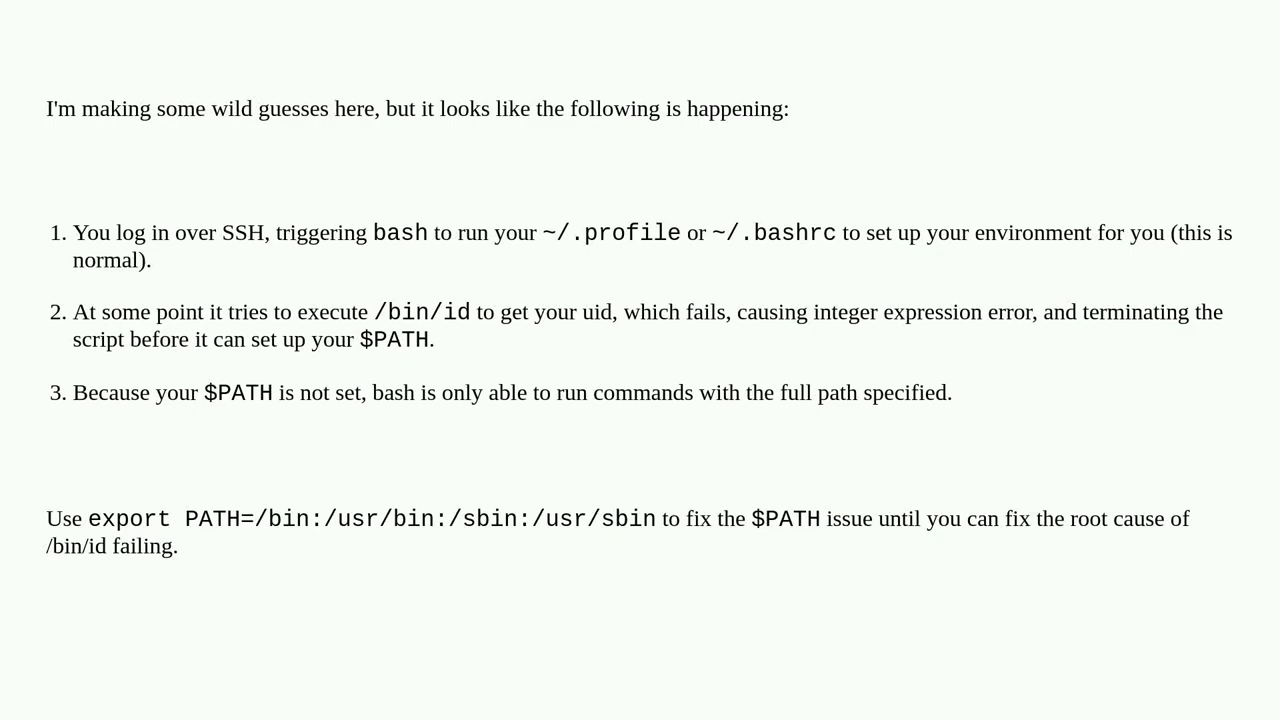 I'm making some wild guesses here, but it looks like the following is happening:
1. You log in over SSH, triggering bash to run your ~/.profile or ~/.bashrc to set up your environment for you (this is
normal).
2. At some point it tries to execute /bin/id to get your uid, which fails, causing integer expression error, and terminating the
script before it can set up your $PATH.
3. Because your $PATH is not set, bash is only able to run commands with the full path specified.
Use export PATH=/bin:/usr/bin:/sbin:/usr/sbin to fix the $PATH issue until you can fix the root cause of
/bin/id failing.